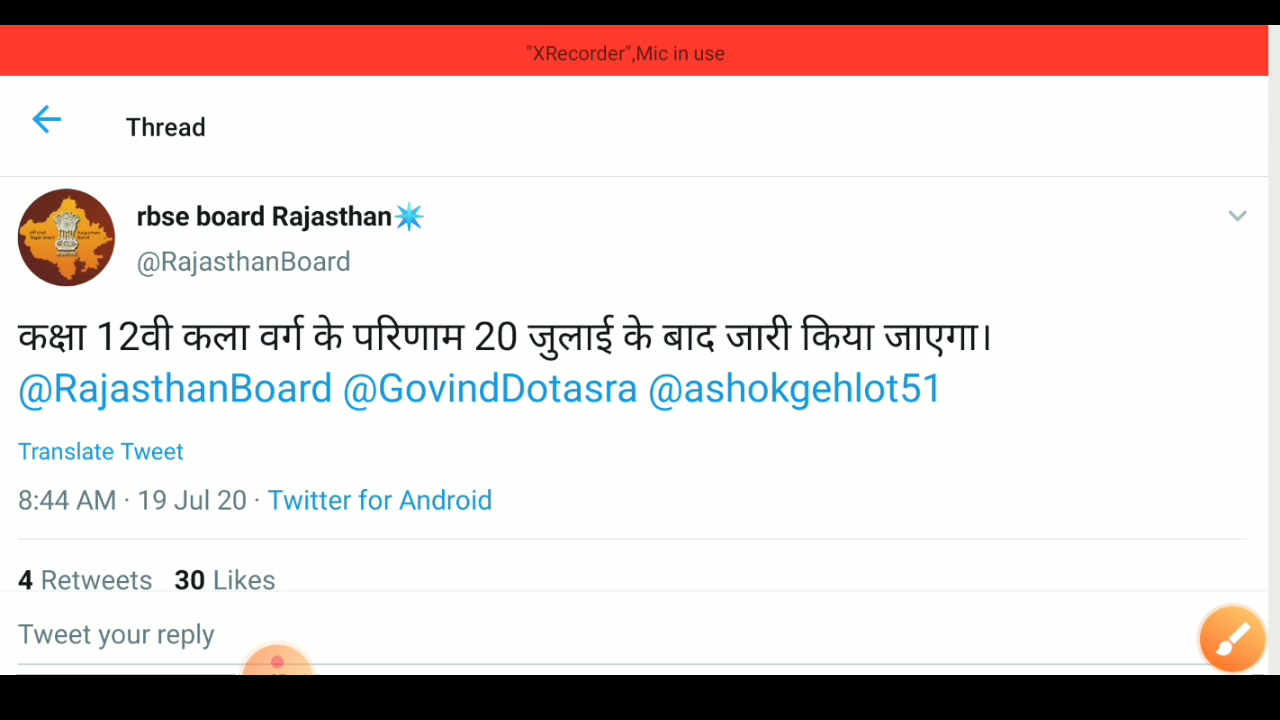 "XRecorder",Mic in use
Thread
rbse board Rajasthan
@RajasthanBoard
कक्षा 12वी कला वर्ग के परिणाम 20 जुलाई के बाद जारी किया जाएगा।
@RajasthanBoard @GovindDotasra @ashokgehlot51
Translate Tweet
8:44 AM · 19 Jul 20 · Twitter for Android
4 Retweets 30 Likes
Tweet your reply